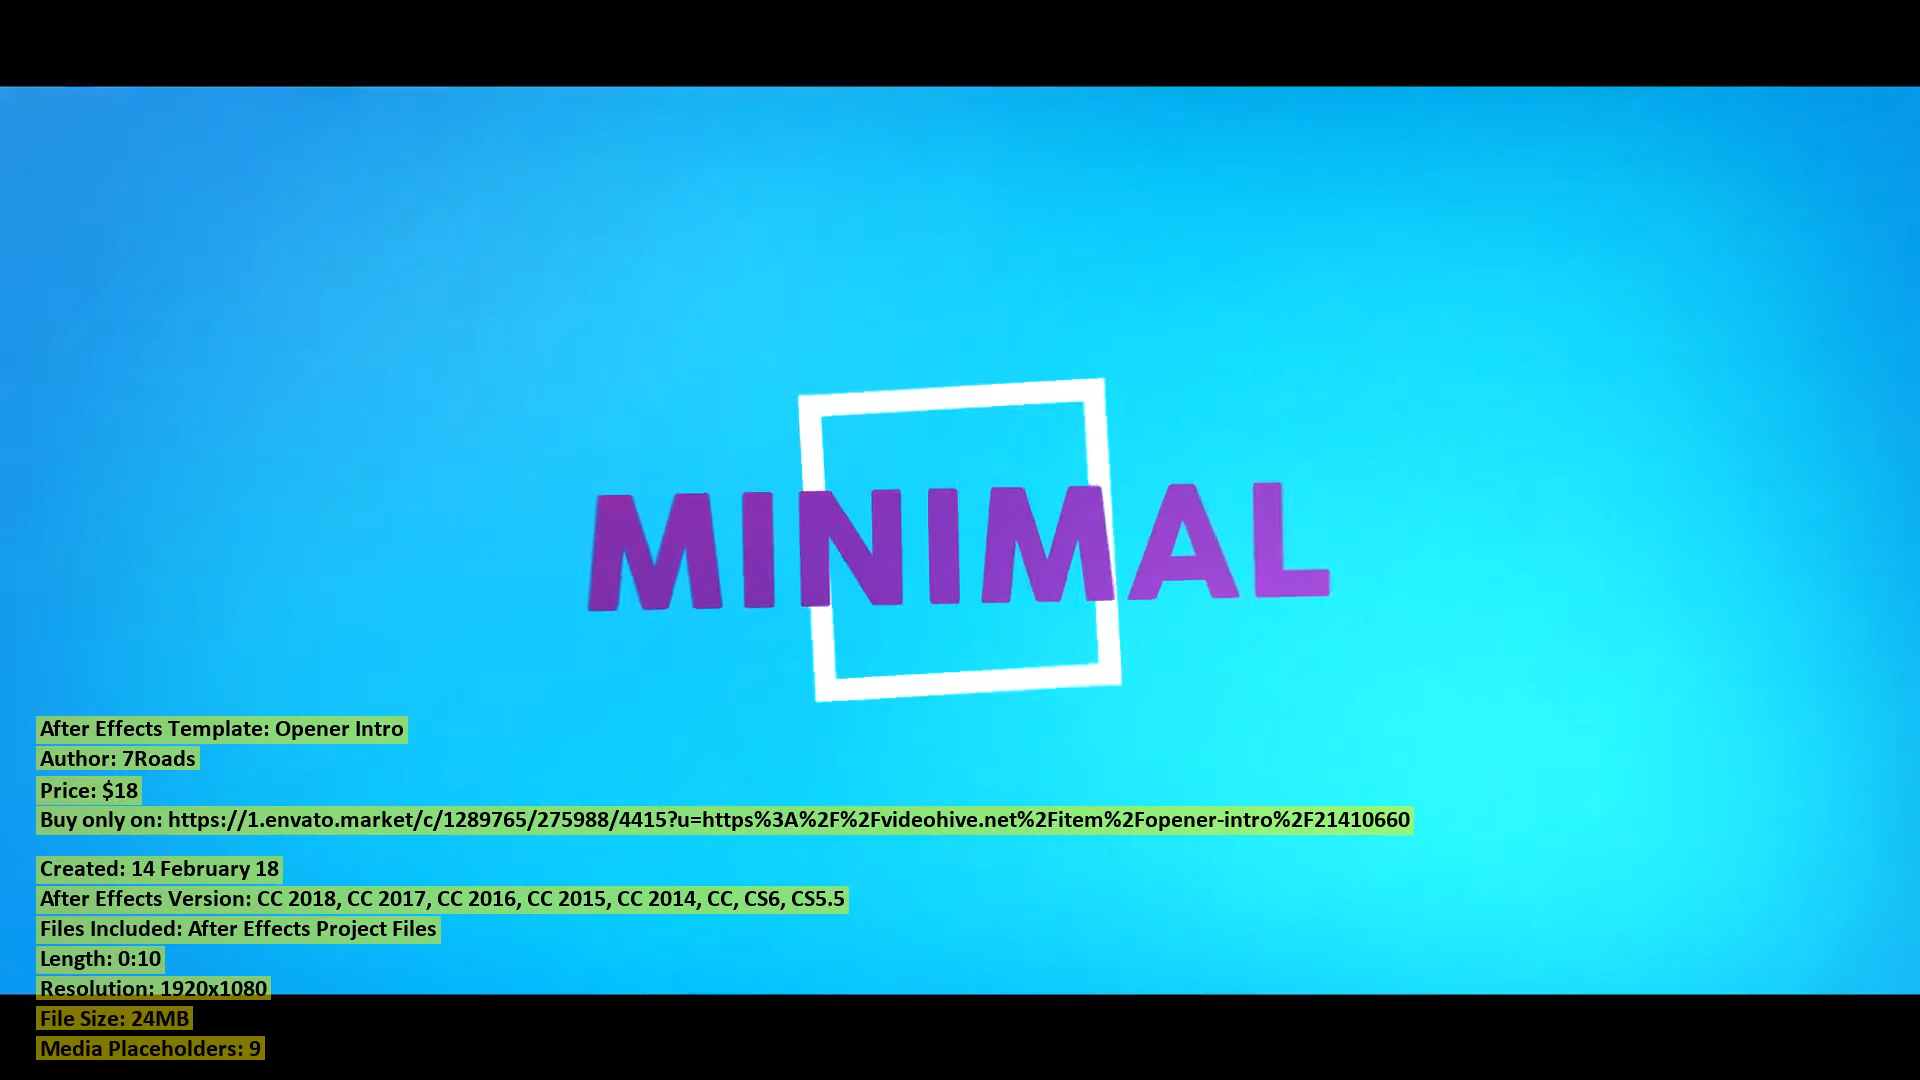 MINIMAL
After Effects Template: Opener Intro
Author: 7Roads
Price: $18
Buy only on: https://1.envato.market/c/1289765/275988/4415?u=https%3A%2F%2Fvideohive.net%2Fitem%2Fopener-intro%2F21410660
Created: 14 February 18
After Effects Version: CC 2018, CC 2017, CC 2016, CC 2015, CC 2014, CC, CS6, CS5.5
Files Included: After Effects Project Files
Length: 0:10
Resolution: 1920x1080
File Size: 24MB
Media Placeholders: 9